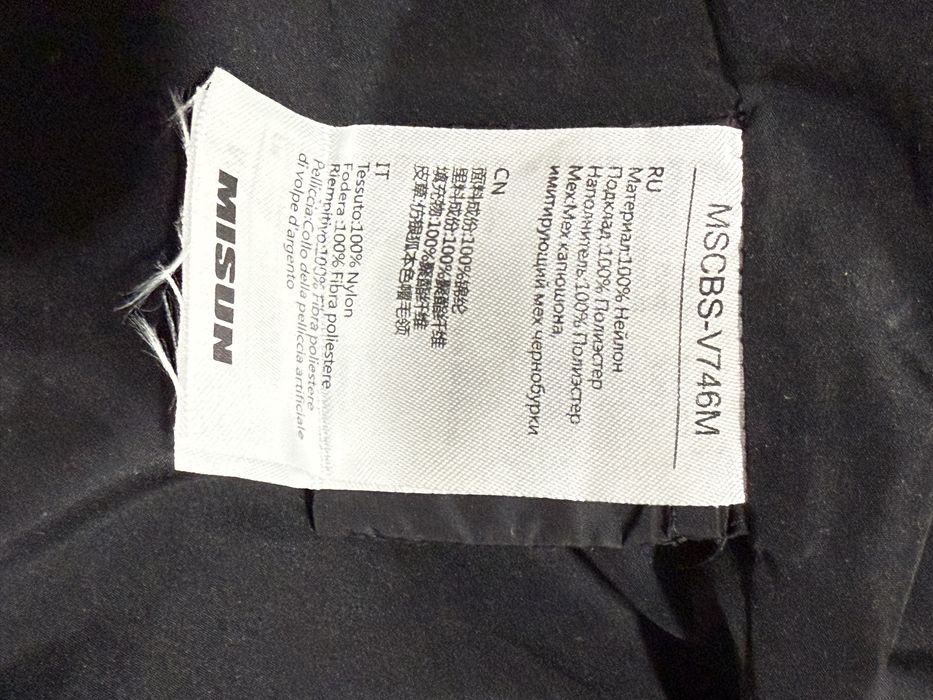 MSCBS-V746M
RU
Материал:100% Нейлон
Подклад :100% Полиэстер
Наполнитель:100% Полиэстер
Мех:Мех капюшона,
имитирующий мех чернобурки
CN
面料成份:100%锦纶
里料成份:100%聚酯纤维
填充物:100%聚酯纤维
皮草:仿银狐本色帽毛领
IT
Tessuto:100% Nylon
Fodera :100% Fibra poliestere
Riempitivo:100% Fibra poliestere
Pelliccia:Collo della pelliccia artificiale
di volpe d'argento
MISUN